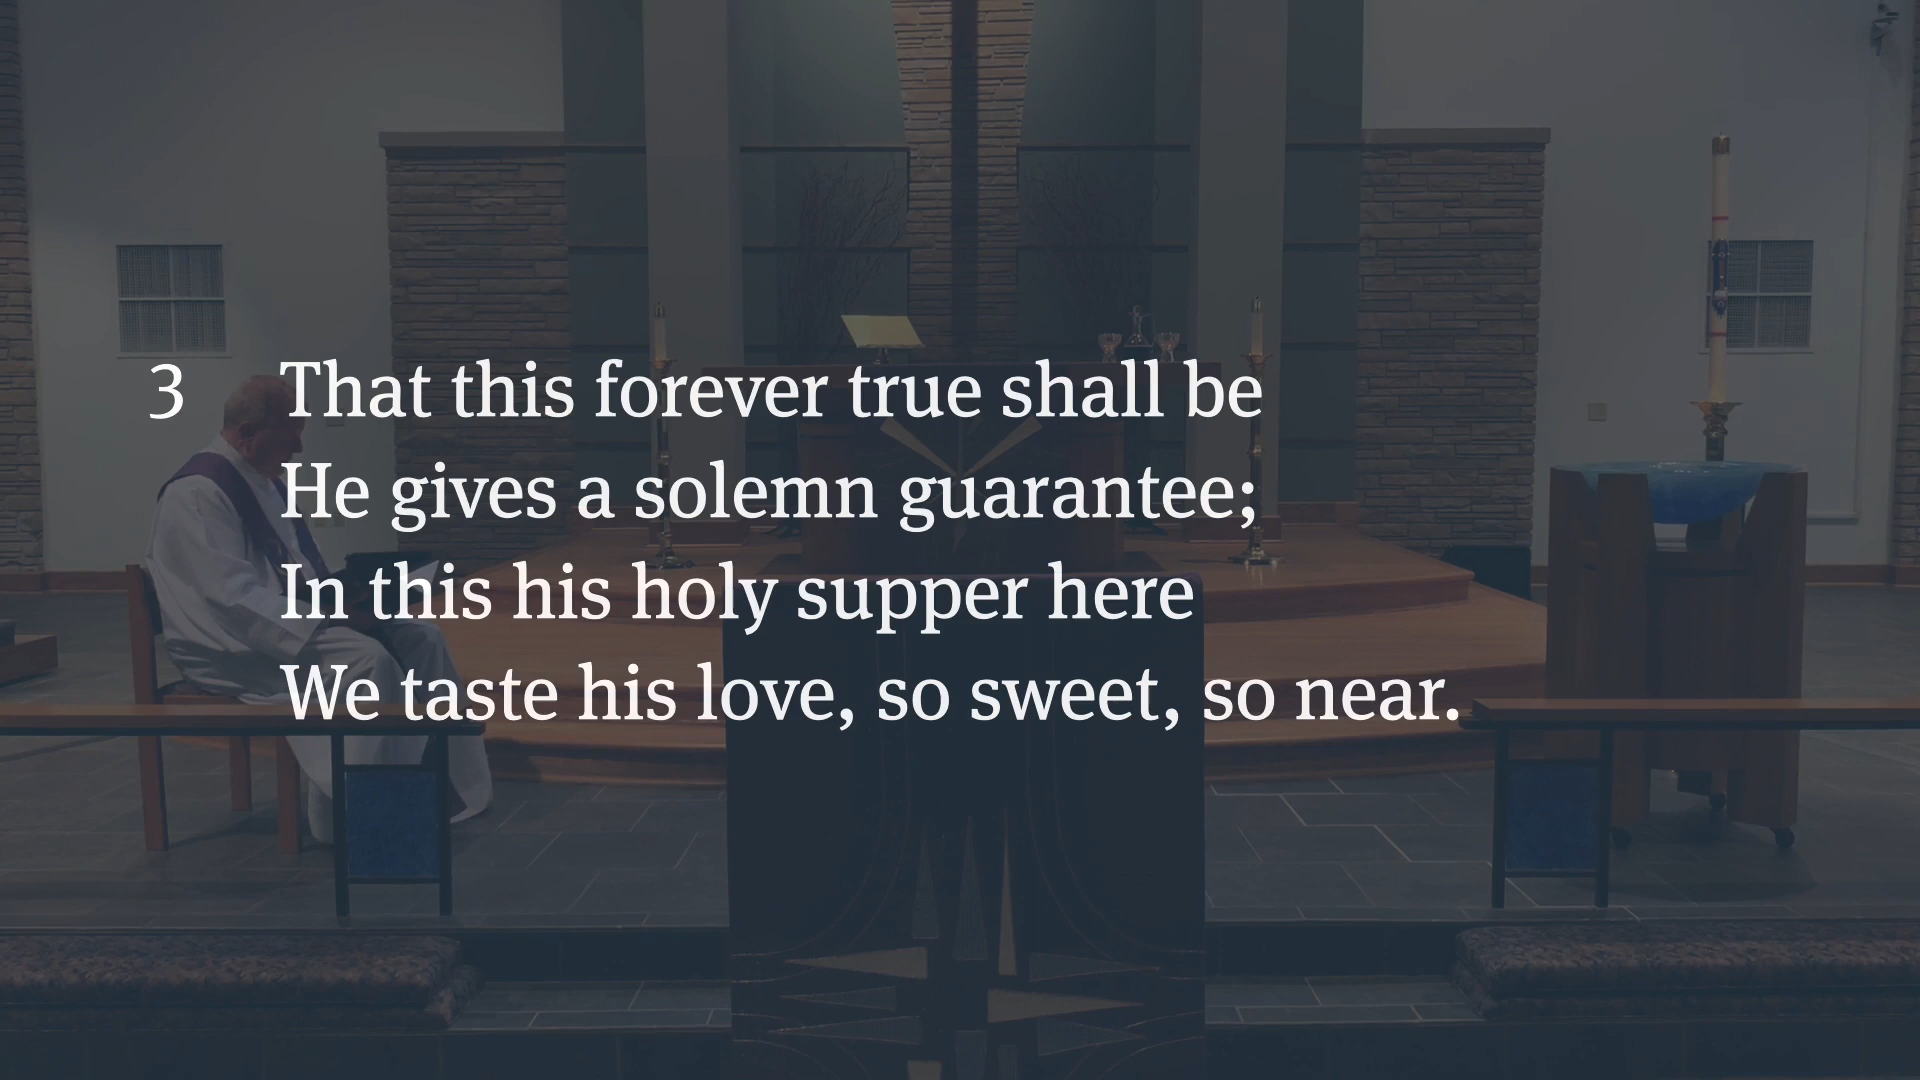 3 That this forever true shall be
He gives a solemn guarantee;
In this his holy supper here
We taste his love, so sweet, so near.